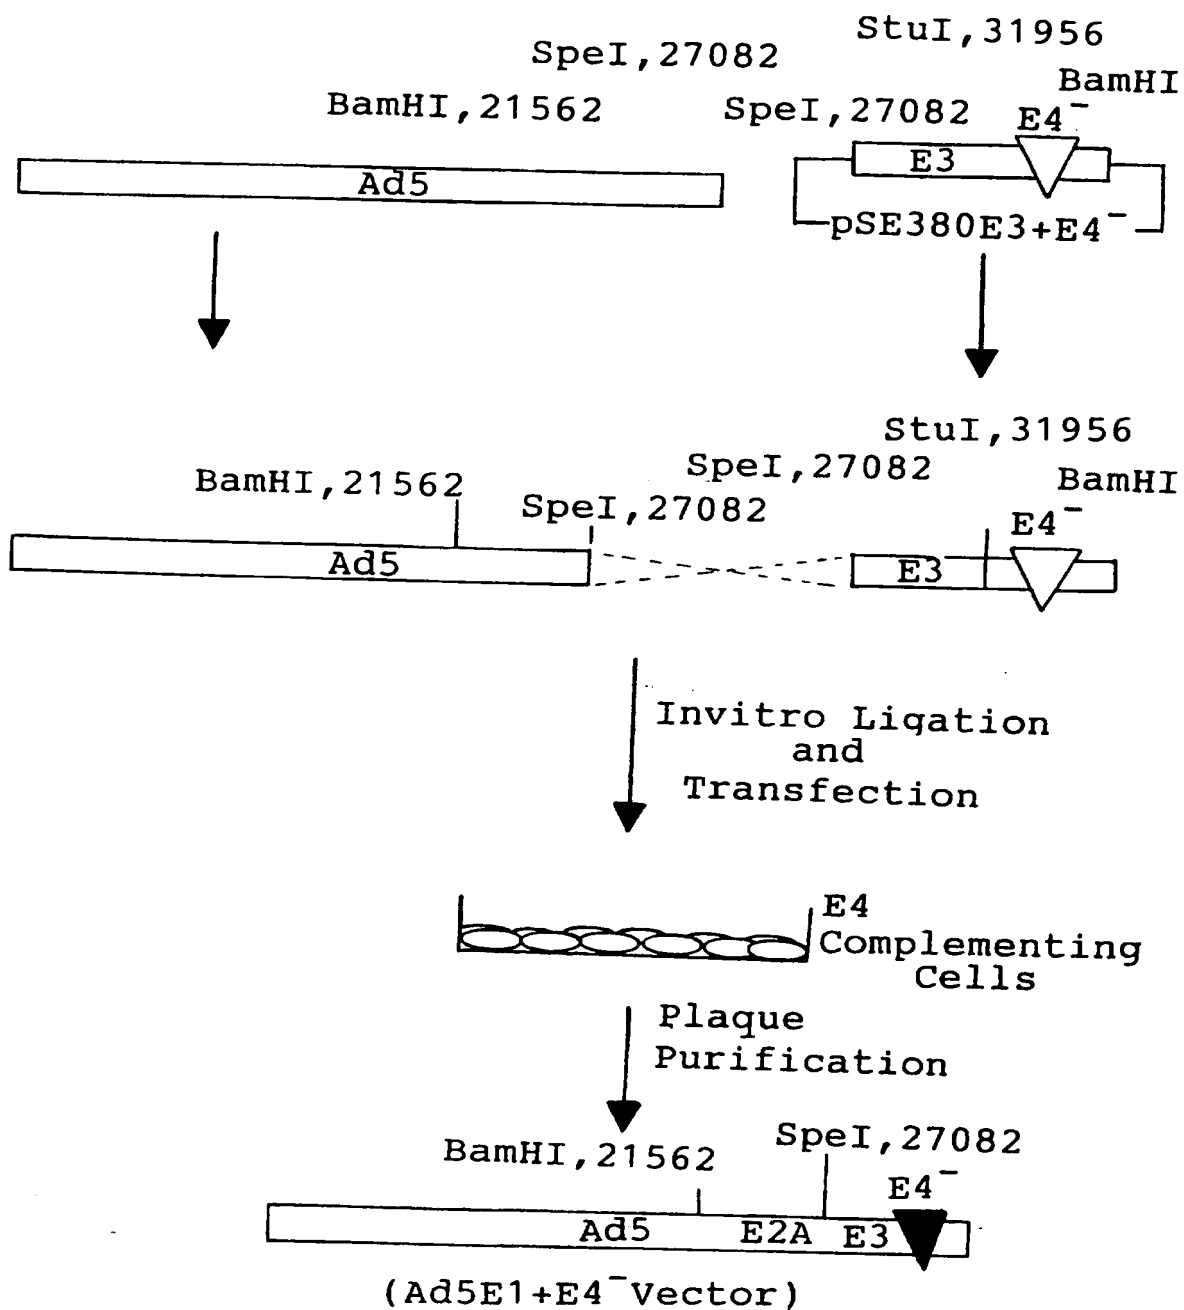 StuI,31956
SpeI,27082
BamHI
BamHI,21562
SpeI,27082
E4⁻
Ad5
E3
pSE380E3+E4⁻
StuI,31956
SpeI,27082
BamHI,21562
BamHI
SpeI,27082
E4⁻
Ad5
E3
Invitro Ligation
and
Transfection
E4
Complementing
Cells
Plaque
Purification
SpeI,27082
BamHI,21562
E4⁻
Ad5
E2A
E3
(Ad5E1+E4⁻Vector)